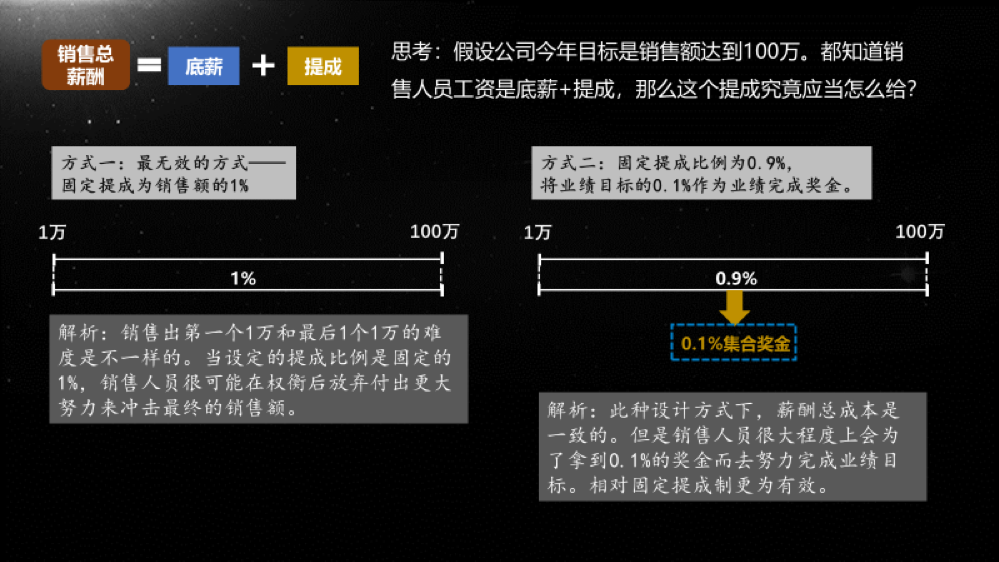 销售总
薪酬
=
底薪
+
提成
思考：假设公司今年目标是销售额达到100万。都知道销
售人员工资是底薪+提成，那么这个提成究竟应当怎么给？
方式一：最无效的方式——
固定提成为销售额的1%
1万
100万
1%
解析：销售出第一个1万和最后1个1万的难
度是不一样的。当设定的提成比例是固定的
1%，销售人员很可能在权衡后放弃付出更大
努力来冲击最终的销售额。
方式二：固定提成比例为0.9%，
将业绩目标的0.1%作为业绩完成奖金。
1万
100万
0.9%
0.1%集合奖金
解析：此种设计方式下，薪酬总成本是
一致的。但是销售人员很大程度上会为
了拿到0.1%的奖金而去努力完成业绩目
标。相对固定提成制更为有效。